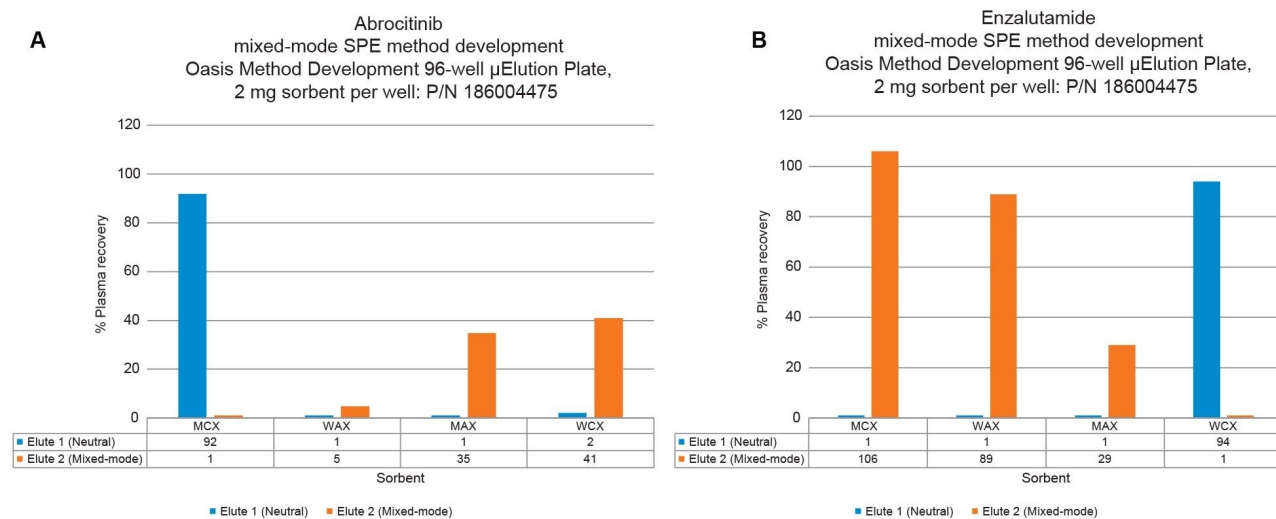 A
Abrocitinib
mixed-mode SPE method development
Oasis Method Development 96-well µElution Plate,
2 mg sorbent per well: P/N 186004475
% Plasma recovery
120
100
80
60
40
20
0
MCX WAX MAX WCX
Elute 1 (Neutral) 92 1 1 2
Elute 2 (Mixed-mode) 1 5 35 41
Sorbent
Elute 1 (Neutral) Elute 2 (Mixed-mode)
B
Enzalutamide
mixed-mode SPE method development
Oasis Method Development 96-well µElution Plate,
2 mg sorbent per well: P/N 186004475
% Plasma recovery
120
100
80
60
40
20
0
MCX WAX MAX WCX
Elute 1 (Neutral) 1 1 1 94
Elute 2 (Mixed-mode) 106 89 29 1
Sorbent
Elute 1 (Neutral) Elute 2 (Mixed-mode)